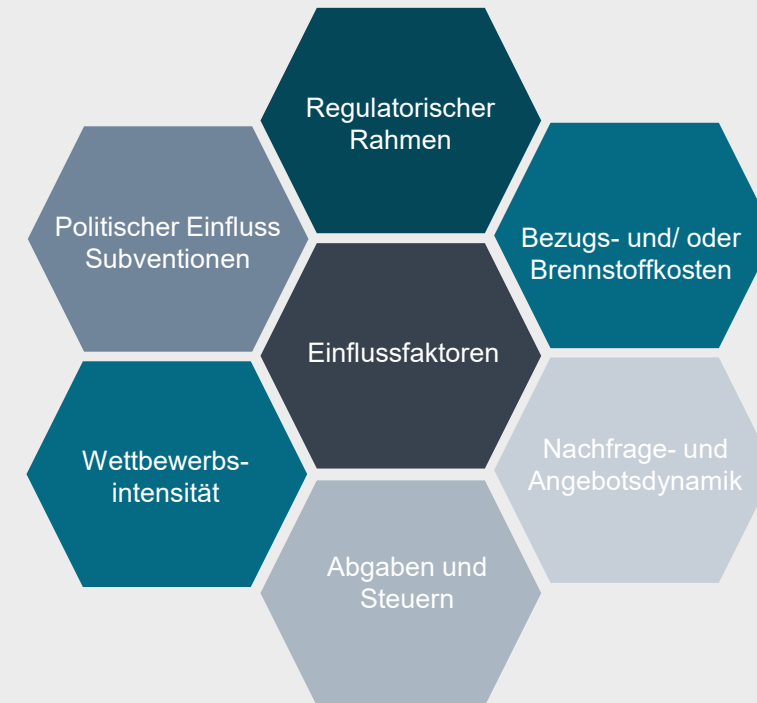 Regulatorischer
Rahmen
Politischer Einfluss
Subventionen
Bezugs- und/ oder
Brennstoffkosten
Einflussfaktoren
Wettbewerbs-
intensität
Nachfrage- und
Angebotsdynamik
Abgaben und
Steuern